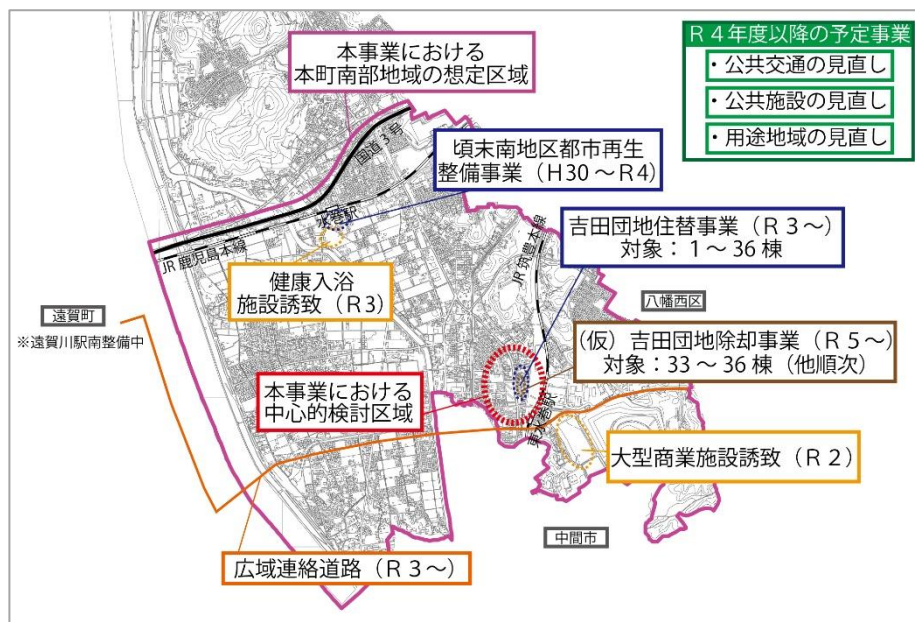 R4年度以降の予定事業
・公共交通の見直し
・公共施設の見直し
・用途地域の見直し
本事業における
本町南部地域の想定区域
国道3号
頃末南地区都市再生
整備事業(H30～R4)
水巻駅
JR鹿児島本線
JR筑豊本線
吉田団地住替事業(R3～)
対象：1～36棟
健康入浴
施設誘致(R3)
遠賀町
※遠賀川駅南整備中
八幡西区
(仮)吉田団地除却事業(R5～)
対象：33～36棟(他順次)
本事業における
中心的検討区域
東水巻駅
大型商業施設誘致(R2)
中間市
広域連絡道路(R3～)